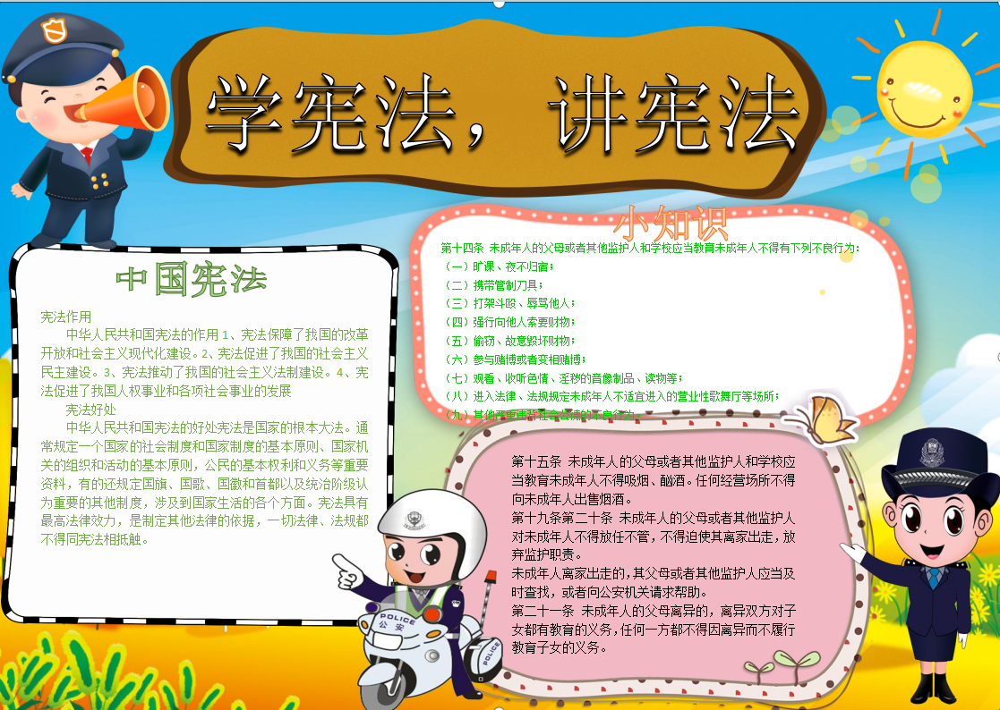 学宪法，讲宪法
中国宪法
宪法作用
中华人民共和国宪法的作用1、宪法保障了我国的改革
开放和社会主义现代化建设。2、宪法促进了我国的社会主义
民主建设。3、宪法推动了我国的社会主义法制建设。4、宪
法促进了我国人权事业和各项社会事业的发展
宪法好处
中华人民共和国宪法的好处宪法是国家的根本大法。通
常规定一个国家的社会制度和国家制度的基本原则、国家机
关的组织和活动的基本原则，公民的基本权利和义务等重要
资料，有的还规定国旗、国歌、国徽和首都以及统治阶级认
为重要的其他制度，涉及到国家生活的各个方面。宪法具有
最高法律效力，是制定其他法律的依据，一切法律、法规都
不得同宪法相抵触。
小知识
第十四条 未成年人的父母或者其他监护人和学校应当教育未成年人不得有下列不良行为：
（一）旷课、夜不归宿；
（二）携带管制刀具；
（三）打架斗殴、辱骂他人；
（四）强行向他人索要财物；
（五）偷窃、故意毁坏财物；
（六）参与赌博或者变相赌博；
（七）观看、收听色情、淫秽的音像制品、读物等；
（八）进入法律、法规规定未成年人不适宜进入的营业性歌舞厅等场所；
（九）其他严重违背社会公德的不良行为。
第十五条 未成年人的父母或者其他监护人和学校应
当教育未成年人不得吸烟、酗酒。任何经营场所不得
向未成年人出售烟酒。
第十九条第二十条 未成年人的父母或者其他监护人
对未成年人不得放任不管，不得迫使其离家出走，放
弃监护职责。
未成年人离家出走的，其父母或者其他监护人应当及
时查找，或者向公安机关请求帮助。
第二十一条 未成年人的父母离异的，离异双方对子
女都有教育的义务，任何一方都不得因离异而不履行
教育子女的义务。
POLICE
公安
POLICE